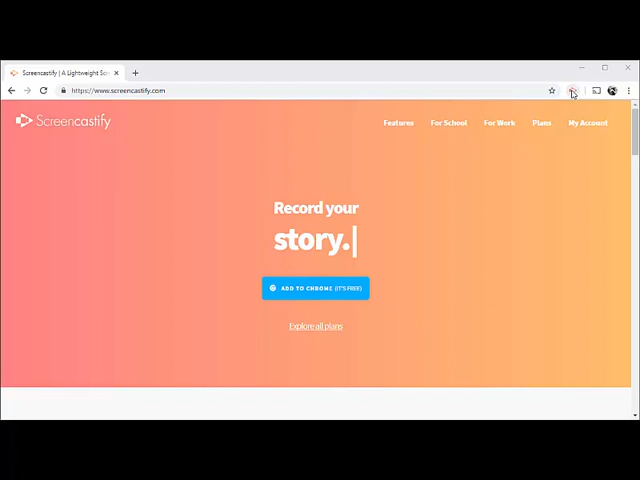 Screencastify | A Lightweight Scr
https://www.screencastify.com
Screencastify
Features
For School
For Work
Plans
My Account
Record your
story.
ADD TO CHROME (IT'S FREE)
Explore all plans